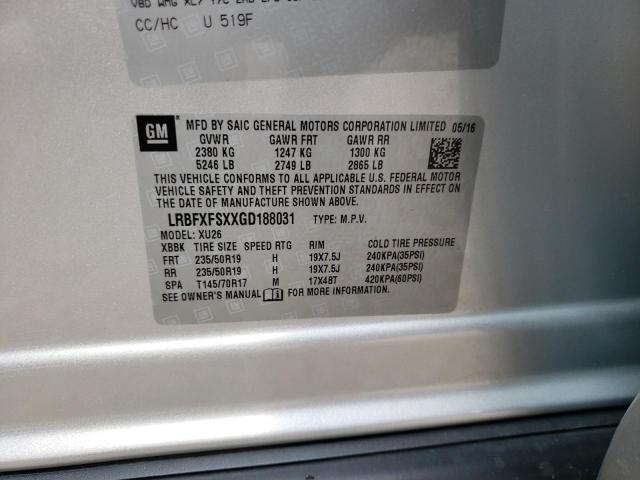 CC/HC U 519F
GM
MFD BY SAIC GENERAL MOTORS CORPORATION LIMITED 05/16
GVWR GAWR FRT GAWR RR
2380 KG 1247 KG 1300 KG
5246 LB 2749 LB 2865 LB
THIS VEHICLE CONFORMS TO ALL APPLICABLE U.S. FEDERAL MOTOR
VEHICLE SAFETY AND THEFT PREVENTION STANDARDS IN EFFECT ON
THE DATE OF MANUFACTURE SHOWN ABOVE.
LRBFXFSXXGD188031 TYPE: M.P.V.
MODEL: XU26
XBBK TIRE SIZE SPEED RTG RIM COLD TIRE PRESSURE
FRT 235/50R19 H 19X7.5J 240KPA(35PSI)
RR 235/50R19 H 19X7.5J 240KPA(35PSI)
SPA T145/70R17 M 17X4BT 420KPA(60PSI)
SEE OWNER'S MANUAL FOR MORE INFORMATION